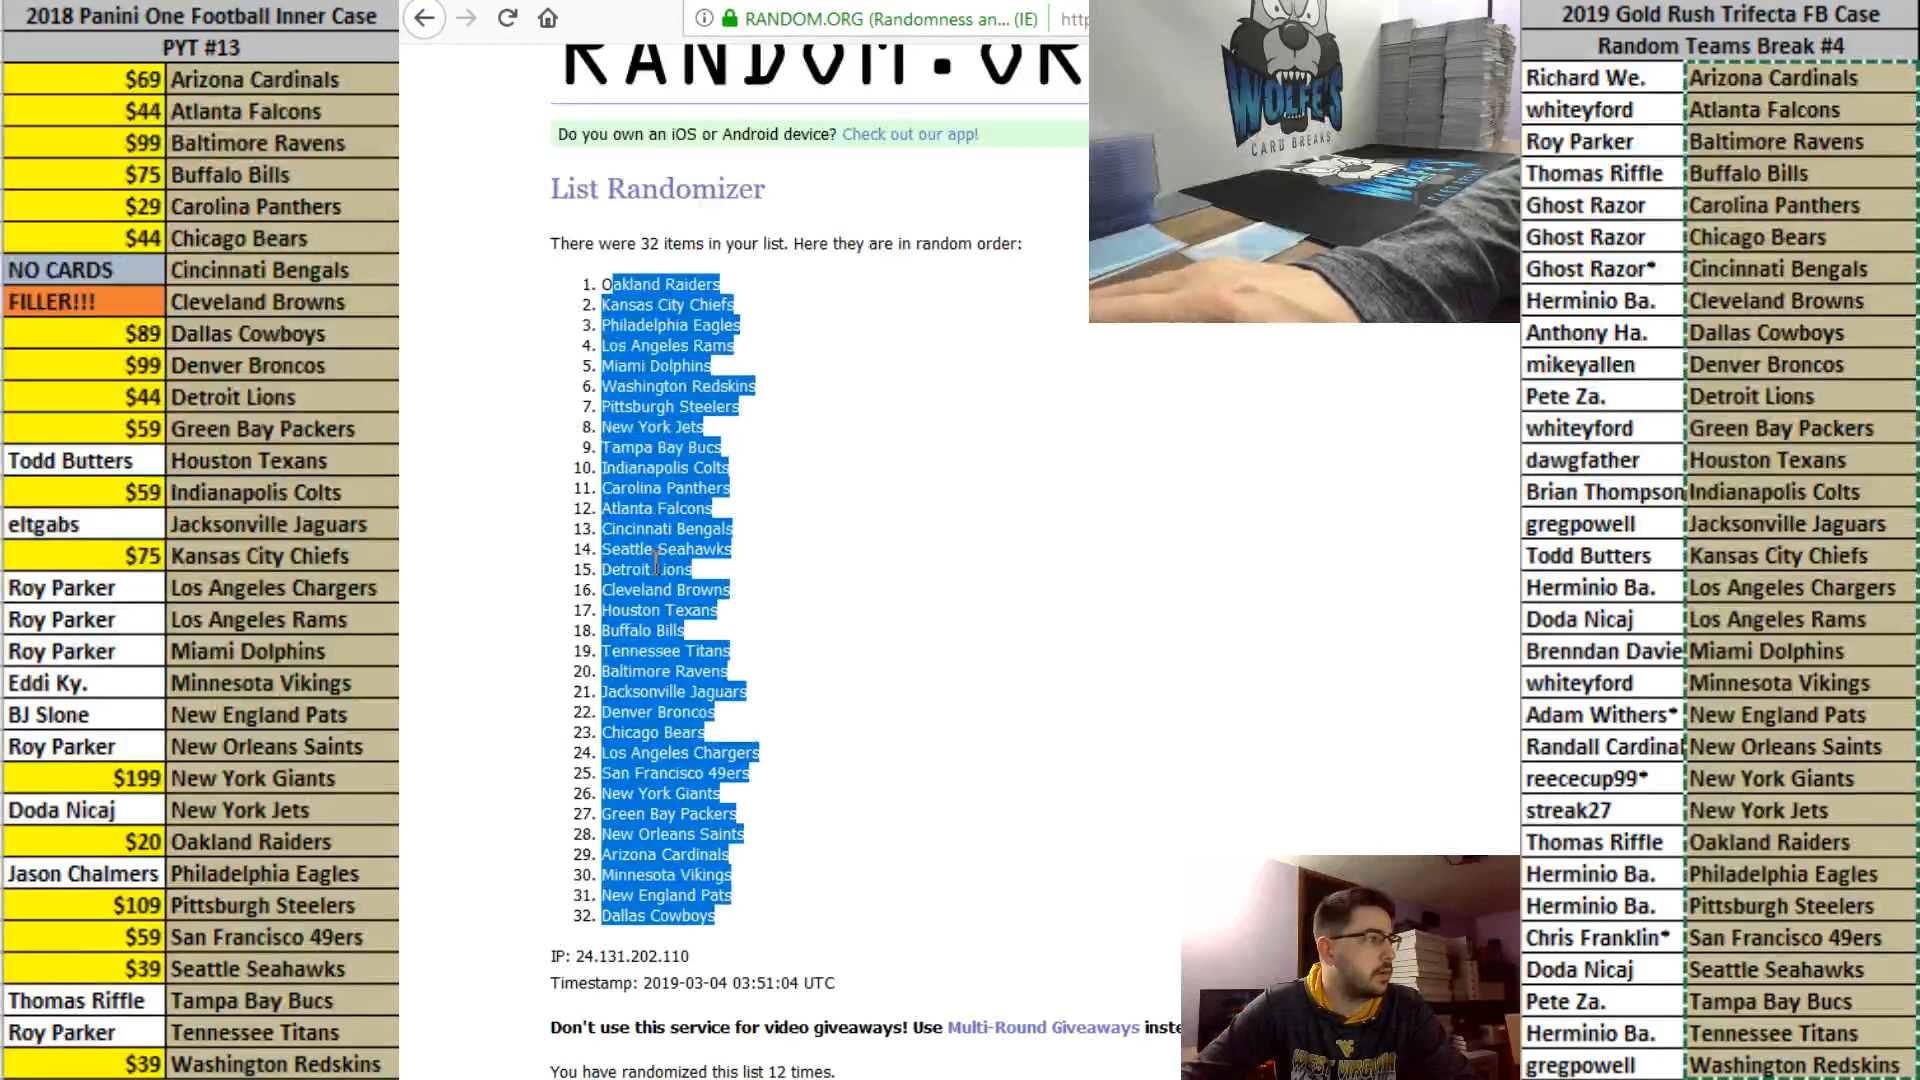 2018 Panini One Football Inner Case
PYT #13
$69 Arizona Cardinals
$44 Atlanta Falcons
$99 Baltimore Ravens
$75 Buffalo Bills
$29 Carolina Panthers
$44 Chicago Bears
NO CARDS Cincinnati Bengals
FILLER!!! Cleveland Browns
$89 Dallas Cowboys
$99 Denver Broncos
$44 Detroit Lions
$59 Green Bay Packers
Todd Butters Houston Texans
$59 Indianapolis Colts
eltgabs Jacksonville Jaguars
$75 Kansas City Chiefs
Roy Parker Los Angeles Chargers
Roy Parker Los Angeles Rams
Roy Parker Miami Dolphins
Eddi Ky. Minnesota Vikings
BJ Slone New England Pats
Roy Parker New Orleans Saints
$199 New York Giants
Doda Nicaj New York Jets
$20 Oakland Raiders
Jason Chalmers Philadelphia Eagles
$109 Pittsburgh Steelers
$59 San Francisco 49ers
$39 Seattle Seahawks
Thomas Riffle Tampa Bay Bucs
Roy Parker Tennessee Titans
$39 Washington Redskins
RANDOM.ORG (Randomness an... (IE) http
RANDOM.OR
Do you own an iOS or Android device? Check out our app!
List Randomizer
There were 32 items in your list. Here they are in random order:
1. Oakland Raiders
2. Kansas City Chiefs
3. Philadelphia Eagles
4. Los Angeles Rams
5. Miami Dolphins
6. Washington Redskins
7. Pittsburgh Steelers
8. New York Jets
9. Tampa Bay Bucs
10. Indianapolis Colts
11. Carolina Panthers
12. Atlanta Falcons
13. Cincinnati Bengals
14. Seattle Seahawks
15. Detroit Lions
16. Cleveland Browns
17. Houston Texans
18. Buffalo Bills
19. Tennessee Titans
20. Baltimore Ravens
21. Jacksonville Jaguars
22. Denver Broncos
23. Chicago Bears
24. Los Angeles Chargers
25. San Francisco 49ers
26. New York Giants
27. Green Bay Packers
28. New Orleans Saints
29. Arizona Cardinals
30. Minnesota Vikings
31. New England Pats
32. Dallas Cowboys
IP: 24.131.202.110
Timestamp: 2019-03-04 03:51:04 UTC
Don't use this service for video giveaways! Use Multi-Round Giveaways inste
You have randomized this list 12 times.
WOLFE'S
CARD BREAKS
WOLFE'S
WEST VIRGINIA
2019 Gold Rush Trifecta FB Case
Random Teams Break #4
Richard We. Arizona Cardinals
whiteyford Atlanta Falcons
Roy Parker Baltimore Ravens
Thomas Riffle Buffalo Bills
Ghost Razor Carolina Panthers
Ghost Razor Chicago Bears
Ghost Razor* Cincinnati Bengals
Herminio Ba. Cleveland Browns
Anthony Ha. Dallas Cowboys
mikeyallen Denver Broncos
Pete Za. Detroit Lions
whiteyford Green Bay Packers
dawgfather Houston Texans
Brian Thompson Indianapolis Colts
gregpowell Jacksonville Jaguars
Todd Butters Kansas City Chiefs
Herminio Ba. Los Angeles Chargers
Doda Nicaj Los Angeles Rams
Brenndan Davie Miami Dolphins
whiteyford Minnesota Vikings
Adam Withers* New England Pats
Randall Cardinal New Orleans Saints
reececup99* New York Giants
streak27 New York Jets
Thomas Riffle Oakland Raiders
Herminio Ba. Philadelphia Eagles
Herminio Ba. Pittsburgh Steelers
Chris Franklin* San Francisco 49ers
Doda Nicaj Seattle Seahawks
Pete Za. Tampa Bay Bucs
Herminio Ba. Tennessee Titans
gregpowell Washington Redskins